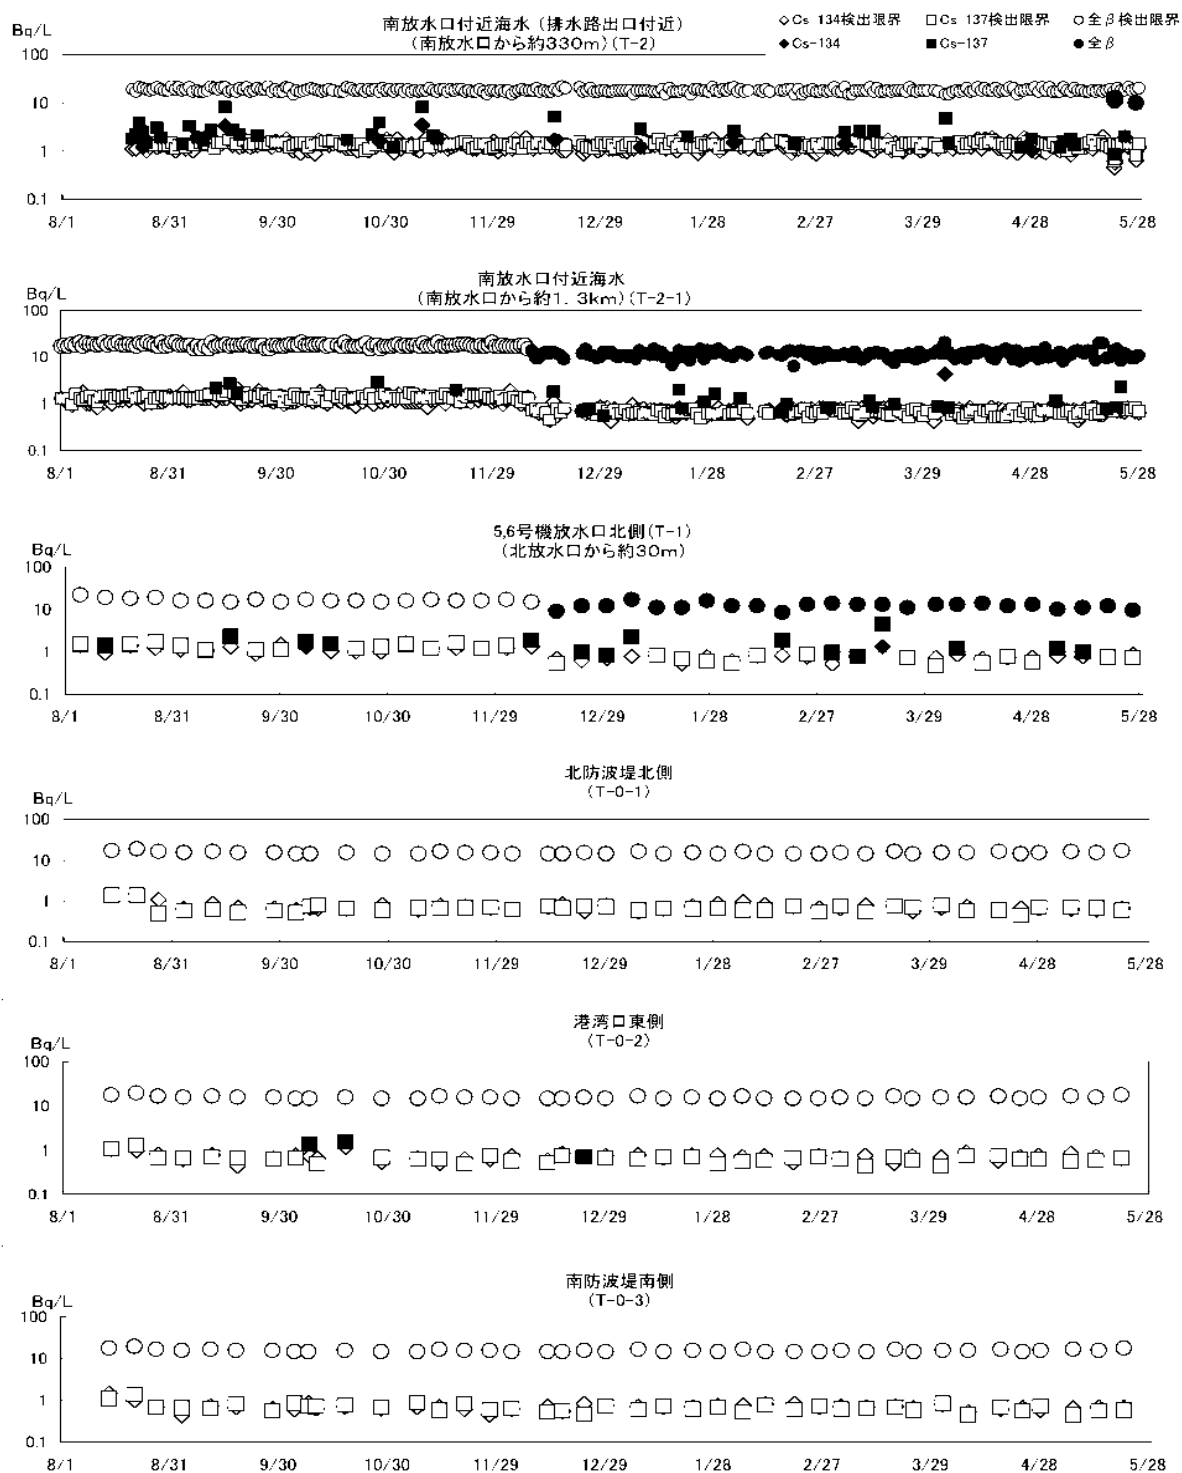 Bq/L
南放水口付近海水（排水路出口付近）
（南放水口から約330m）（T-2）
◇Cs-134検出限界 □Cs-137検出限界 ○全β検出限界
◆Cs-134 ■Cs-137 ●全β
100
10
1
0.1
8/1 8/31 9/30 10/30 11/29 12/29 1/28 2/27 3/29 4/28 5/28
南放水口付近海水
（南放水口から約1.3km）（T-2-1）
Bq/L
100
10
1
0.1
8/1 8/31 9/30 10/30 11/29 12/29 1/28 2/27 3/29 4/28 5/28
5,6号機放水口北側（T-1）
（北放水口から約30m）
Bq/L
100
10
1
0.1
8/1 8/31 9/30 10/30 11/29 12/29 1/28 2/27 3/29 4/28 5/28
北防波堤北側
（T-0-1）
Bq/L
100
10
1
0.1
8/1 8/31 9/30 10/30 11/29 12/29 1/28 2/27 3/29 4/28 5/28
港湾口東側
（T-0-2）
Bq/L
100
10
1
0.1
8/1 8/31 9/30 10/30 11/29 12/29 1/28 2/27 3/29 4/28 5/28
南防波堤南側
（T-0-3）
Bq/L
100
10
1
0.1
8/1 8/31 9/30 10/30 11/29 12/29 1/28 2/27 3/29 4/28 5/28